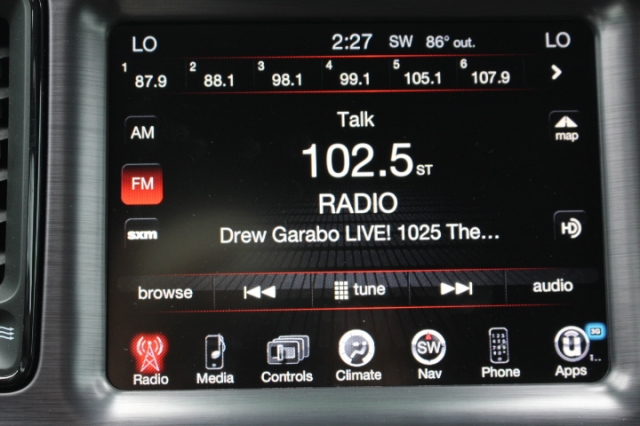 LO 2:27 SW 86° out. LO
1 87.9 2 88.1 3 98.1 4 99.1 5 105.1 6 107.9
Talk
AM
map
102.5 ST
FM
RADIO
sxm
Drew Garabo LIVE! 1025 The...
HD
browse tune audio
3G
SW
1..
Radio Media Controls Climate Nav Phone Apps